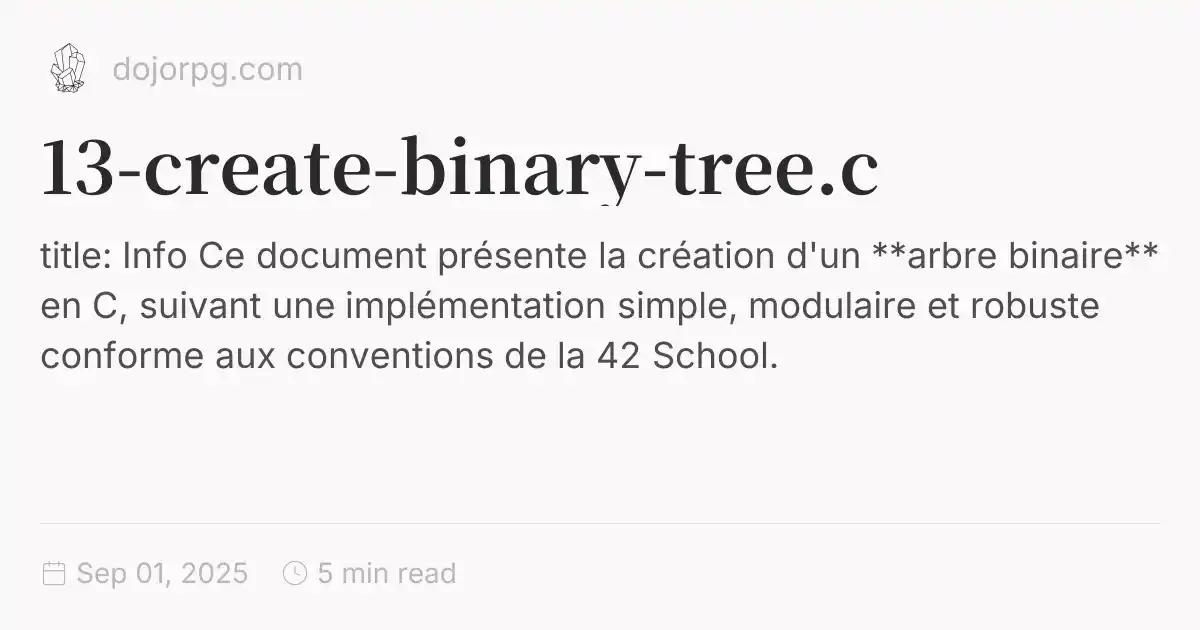 dojorpg.com
13-create-binary-tree.c
title: Info Ce document présente la création d'un **arbre binaire**
en C, suivant une implémentation simple, modulaire et robuste
conforme aux conventions de la 42 School.
Sep 01, 2025 5 min read